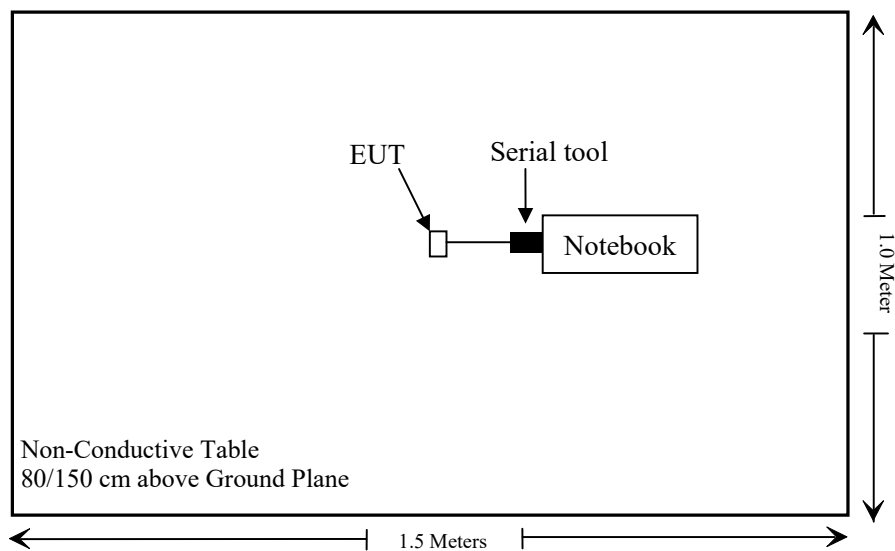 EUT
Serial tool
Notebook
1.0 Meter
Non-Conductive Table
80/150 cm above Ground Plane
1.5 Meters